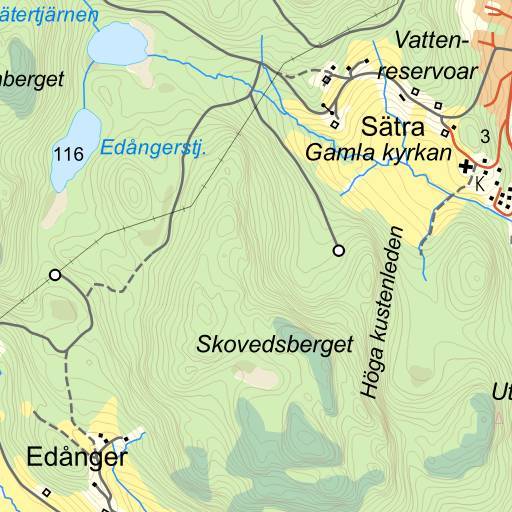 ätertjärnen
Vatten-
reservoar
nberget
Sätra
3
116
Edångerstj.
Gamla kyrkan
K
Höga kustenleden
Skovedsberget
Ut
Edånger